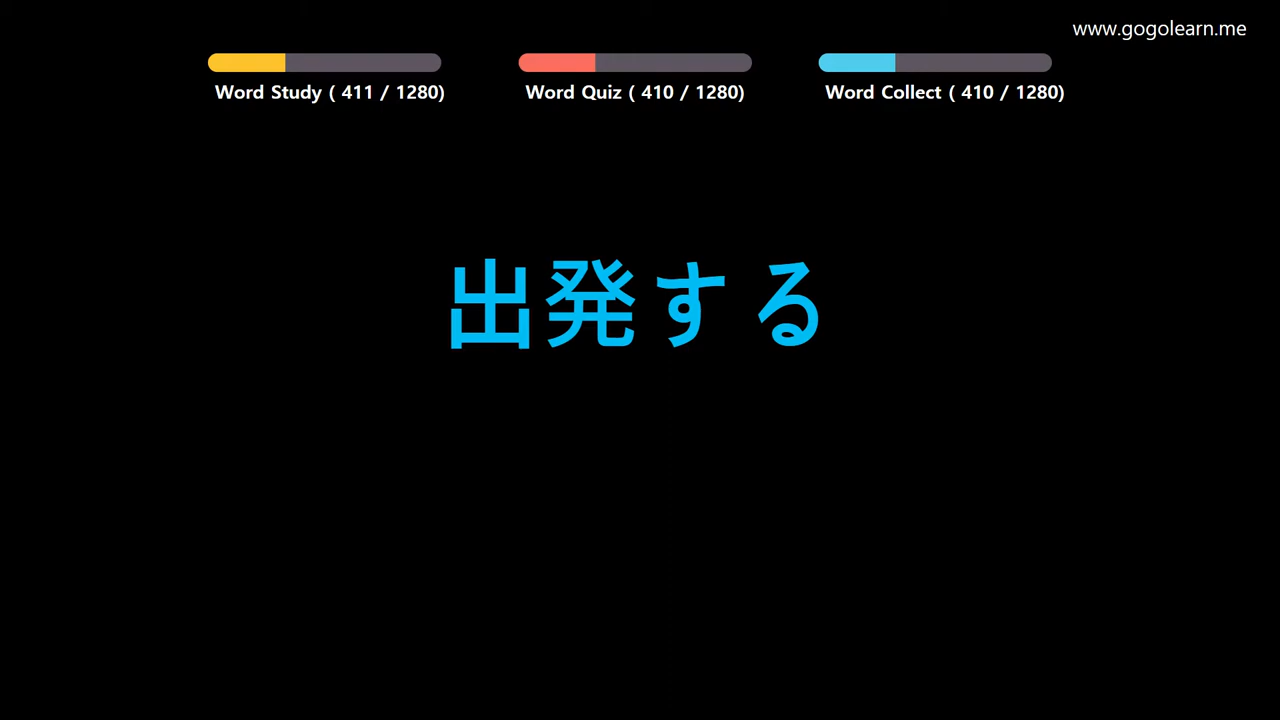 www.gogolearn.me
Word Study ( 411 / 1280)
Word Quiz ( 410 / 1280)
Word Collect ( 410 / 1280)
出発する